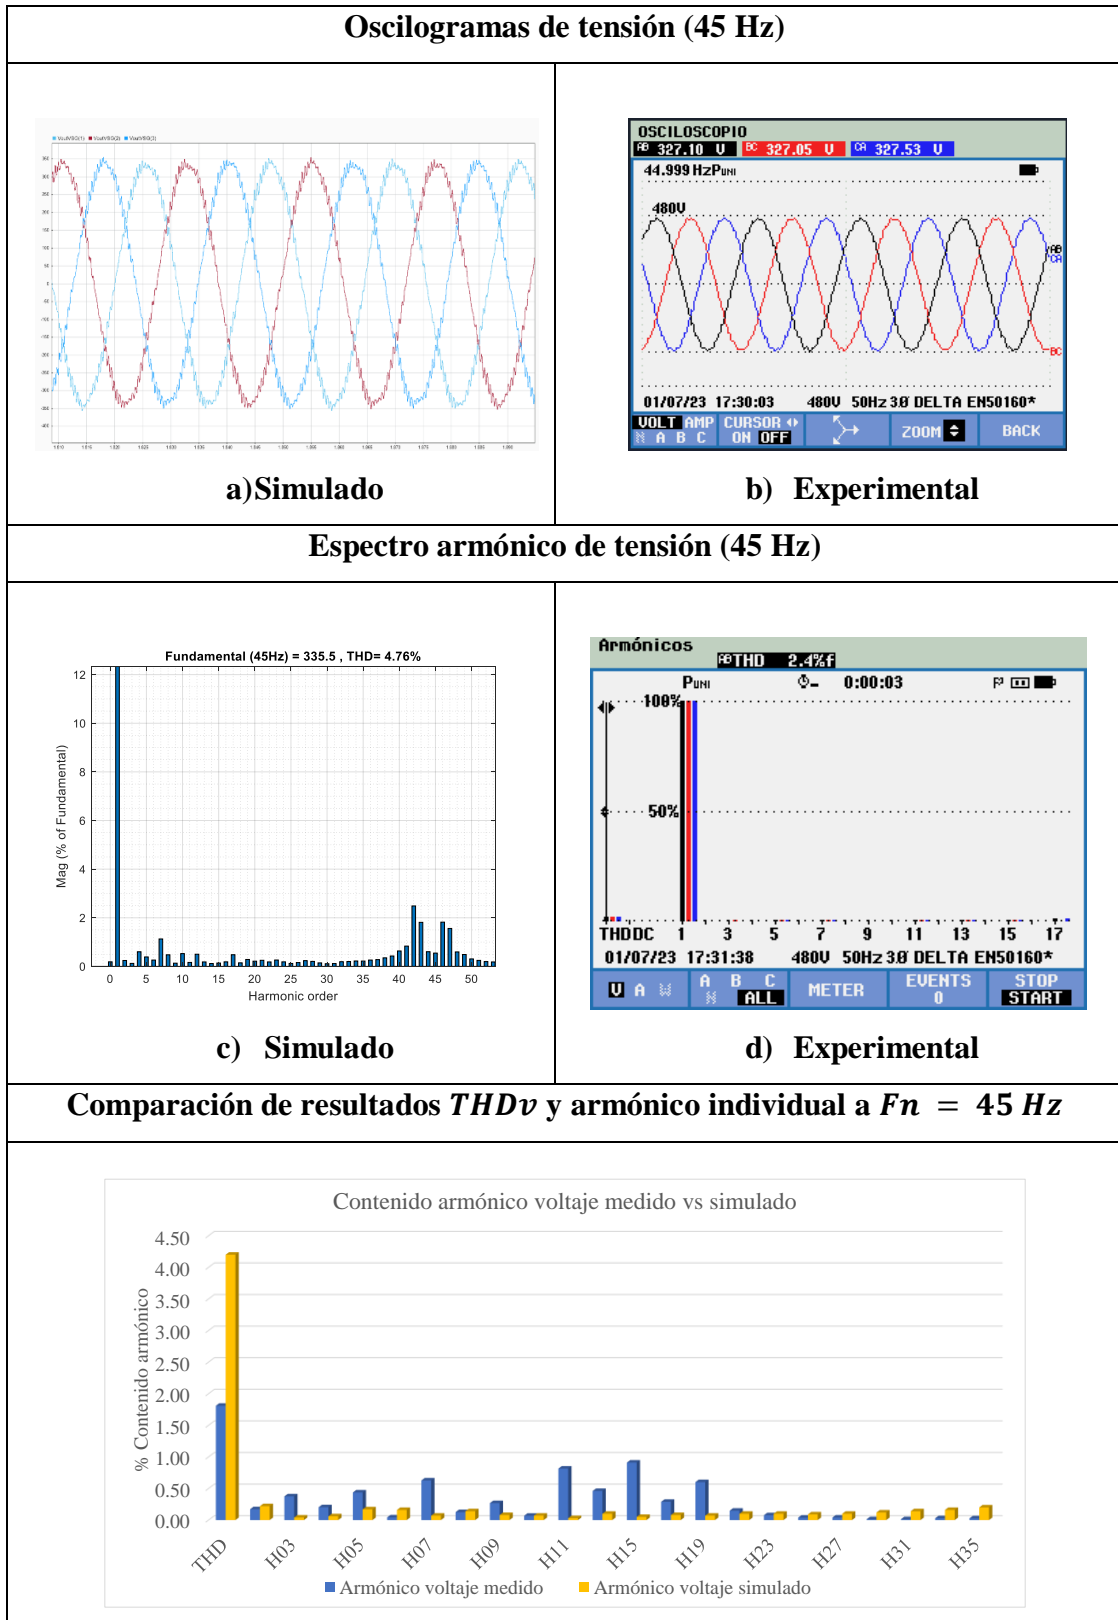 Oscilogramas de tensión (45 Hz)
VoutVSG(1) VoutVSG(2) VoutVSG(3)
a)Simulado
OSCILOSCOPIO
AB 327.10 V BC 327.05 V CA 327.53 V
44.999 HzPUNI
480V
AB
CA
BC
01/07/23 17:30:03 480V 50Hz 3Ø DELTA EN50160*
VOLT AMP CURSOR ZOOM BACK
N A B C ON OFF
b) Experimental
Espectro armónico de tensión (45 Hz)
Fundamental (45Hz) = 335.5 , THD= 4.76%
Mag (% of Fundamental)
12
10
8
6
4
2
0
0 5 10 15 20 25 30 35 40 45 50
Harmonic order
c) Simulado
Armónicos
AB THD 2.4%f
PUNI 0:00:03
100%
50%
THDDC 1 3 5 7 9 11 13 15 17
01/07/23 17:31:38 480V 50Hz 3Ø DELTA EN50160*
V A W A B C METER EVENTS STOP
N ALL 0 START
d) Experimental
Comparación de resultados THDv y armónico individual a Fn = 45 Hz
Contenido armónico voltaje medido vs simulado
% Contenido armónico
4.50
4.00
3.50
3.00
2.50
2.00
1.50
1.00
0.50
0.00
THD H03 H05 H07 H09 H11 H15 H19 H23 H27 H31 H35
Armónico voltaje medido Armónico voltaje simulado